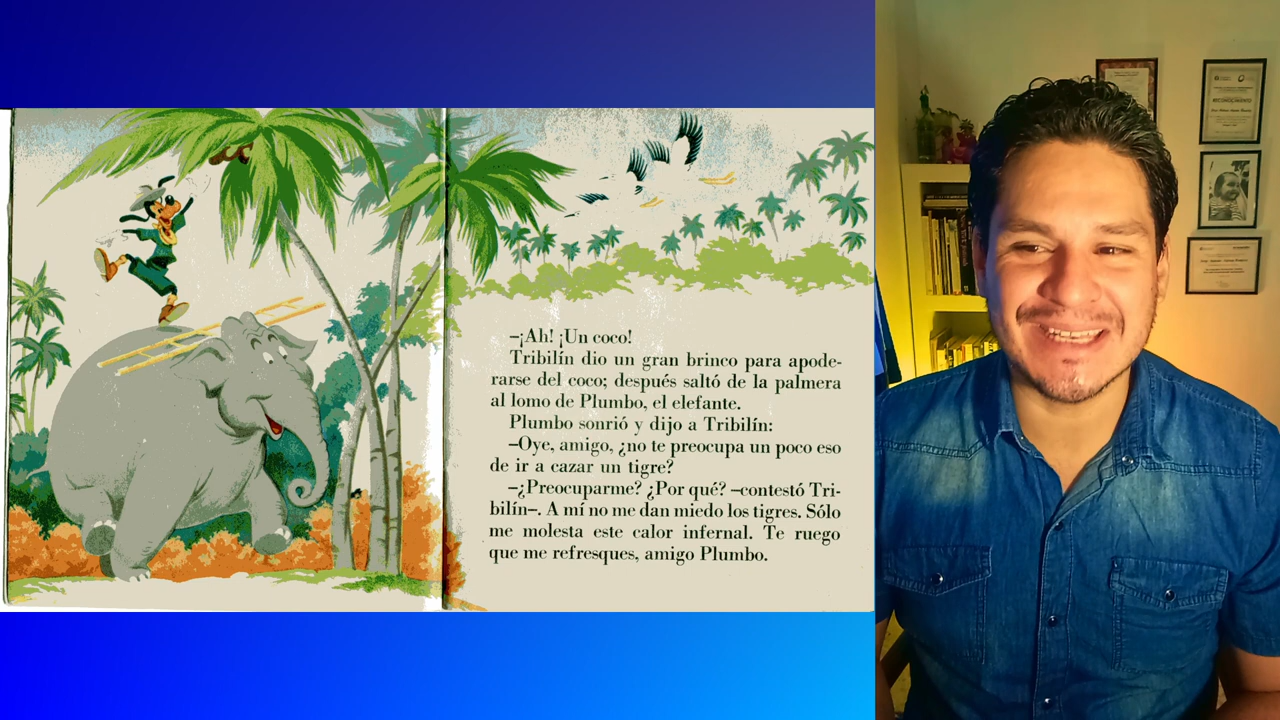 –¡Ah! ¡Un coco!
Tribilín dio un gran brinco para apode-
rarse del coco; después saltó de la palmera
al lomo de Plumbo, el elefante.
Plumbo sonrió y dijo a Tribilín:
–Oye, amigo, ¿no te preocupa un poco eso
de ir a cazar un tigre?
–¿Preocuparme? ¿Por qué? –contestó Tri-
bilín–. A mí no me dan miedo los tigres. Sólo
me molesta este calor infernal. Te ruego
que me refresques, amigo Plumbo.
RECONOCIMIENTO